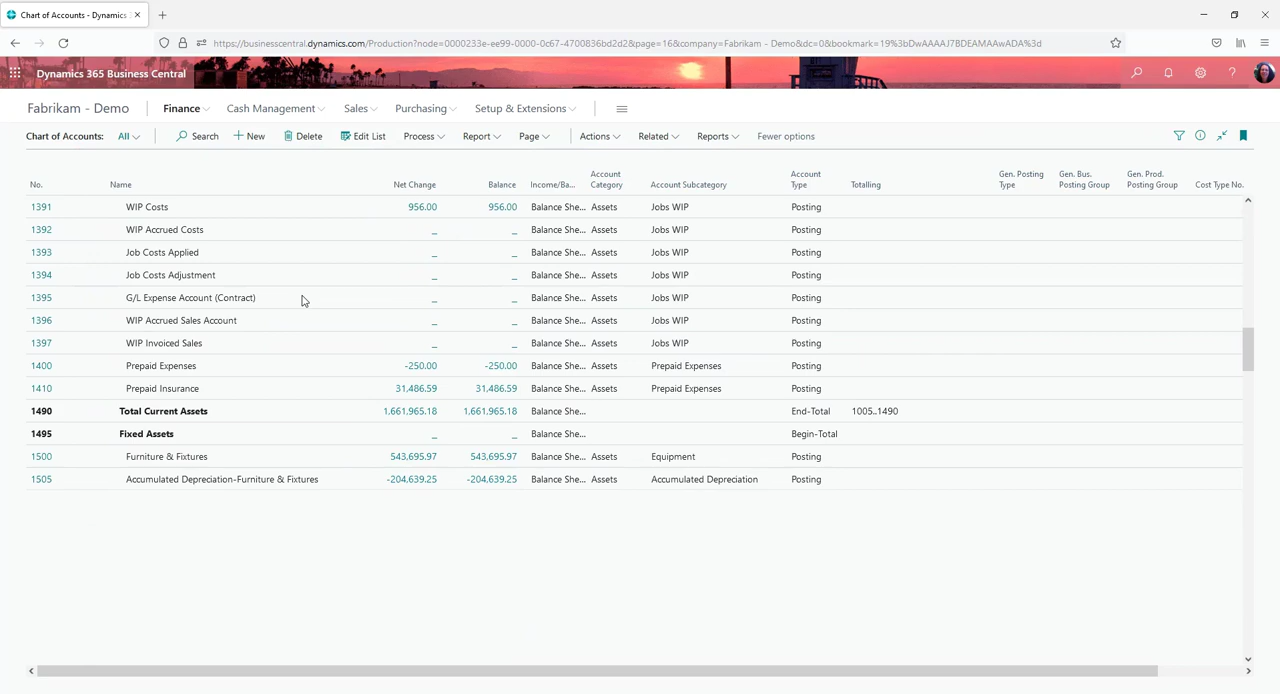 Chart of Accounts - Dynamics 3
https://businesscentral.dynamics.com/Production?node=0000233e-ee99-0000-0c67-4700836bd2d2&page=16&company=Fabrikam - Demo&dc=0&bookmark=19%3bDwAAAAJ7BDEAMAAwADA%3d
Dynamics 365 Business Central
Fabrikam - Demo Finance Cash Management Sales Purchasing Setup & Extensions
Chart of Accounts: All Search New Delete Edit List Process Report Page Actions Related Reports Fewer options
No. Name Net Change Balance Income/Ba... Account Category Account Subcategory Account Type Totalling Gen. Posting Type Gen. Bus. Posting Group Gen. Prod. Posting Group Cost Type No.
1391 WIP Costs 956.00 956.00 Balance She... Assets Jobs WIP Posting
1392 WIP Accrued Costs _ _ Balance She... Assets Jobs WIP Posting
1393 Job Costs Applied _ _ Balance She... Assets Jobs WIP Posting
1394 Job Costs Adjustment _ _ Balance She... Assets Jobs WIP Posting
1395 G/L Expense Account (Contract) _ _ Balance She... Assets Jobs WIP Posting
1396 WIP Accrued Sales Account _ _ Balance She... Assets Jobs WIP Posting
1397 WIP Invoiced Sales _ _ Balance She... Assets Jobs WIP Posting
1400 Prepaid Expenses -250.00 -250.00 Balance She... Assets Prepaid Expenses Posting
1410 Prepaid Insurance 31,486.59 31,486.59 Balance She... Assets Prepaid Expenses Posting
1490 Total Current Assets 1,661,965.18 1,661,965.18 Balance She... End-Total 1005..1490
1495 Fixed Assets _ _ Balance She... Begin-Total
1500 Furniture & Fixtures 543,695.97 543,695.97 Balance She... Assets Equipment Posting
1505 Accumulated Depreciation-Furniture & Fixtures -204,639.25 -204,639.25 Balance She... Assets Accumulated Depreciation Posting